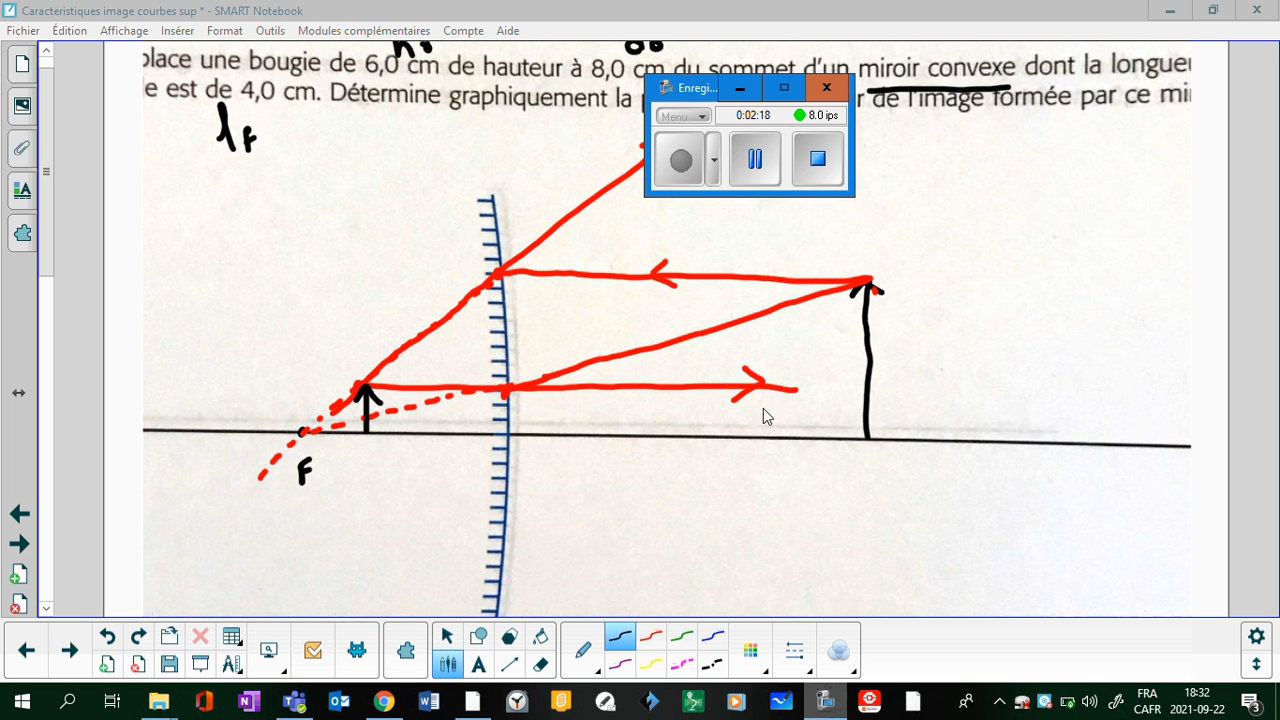 Caracteristiques image courbes sup * - SMART Notebook
Fichier Édition Affichage Insérer Format Outils Modules complémentaires Compte Aide
place une bougie de 6,0 cm de hauteur à 8,0 cm du sommet d'un miroir convexe dont la longueu
e est de 4,0 cm. Détermine graphiquement la
de l'image formée par ce mi
Enregi...
Menu
0:02:18
8.0 ips
lF
F
A
FRA
18:32
CAFR
2021-09-22
3